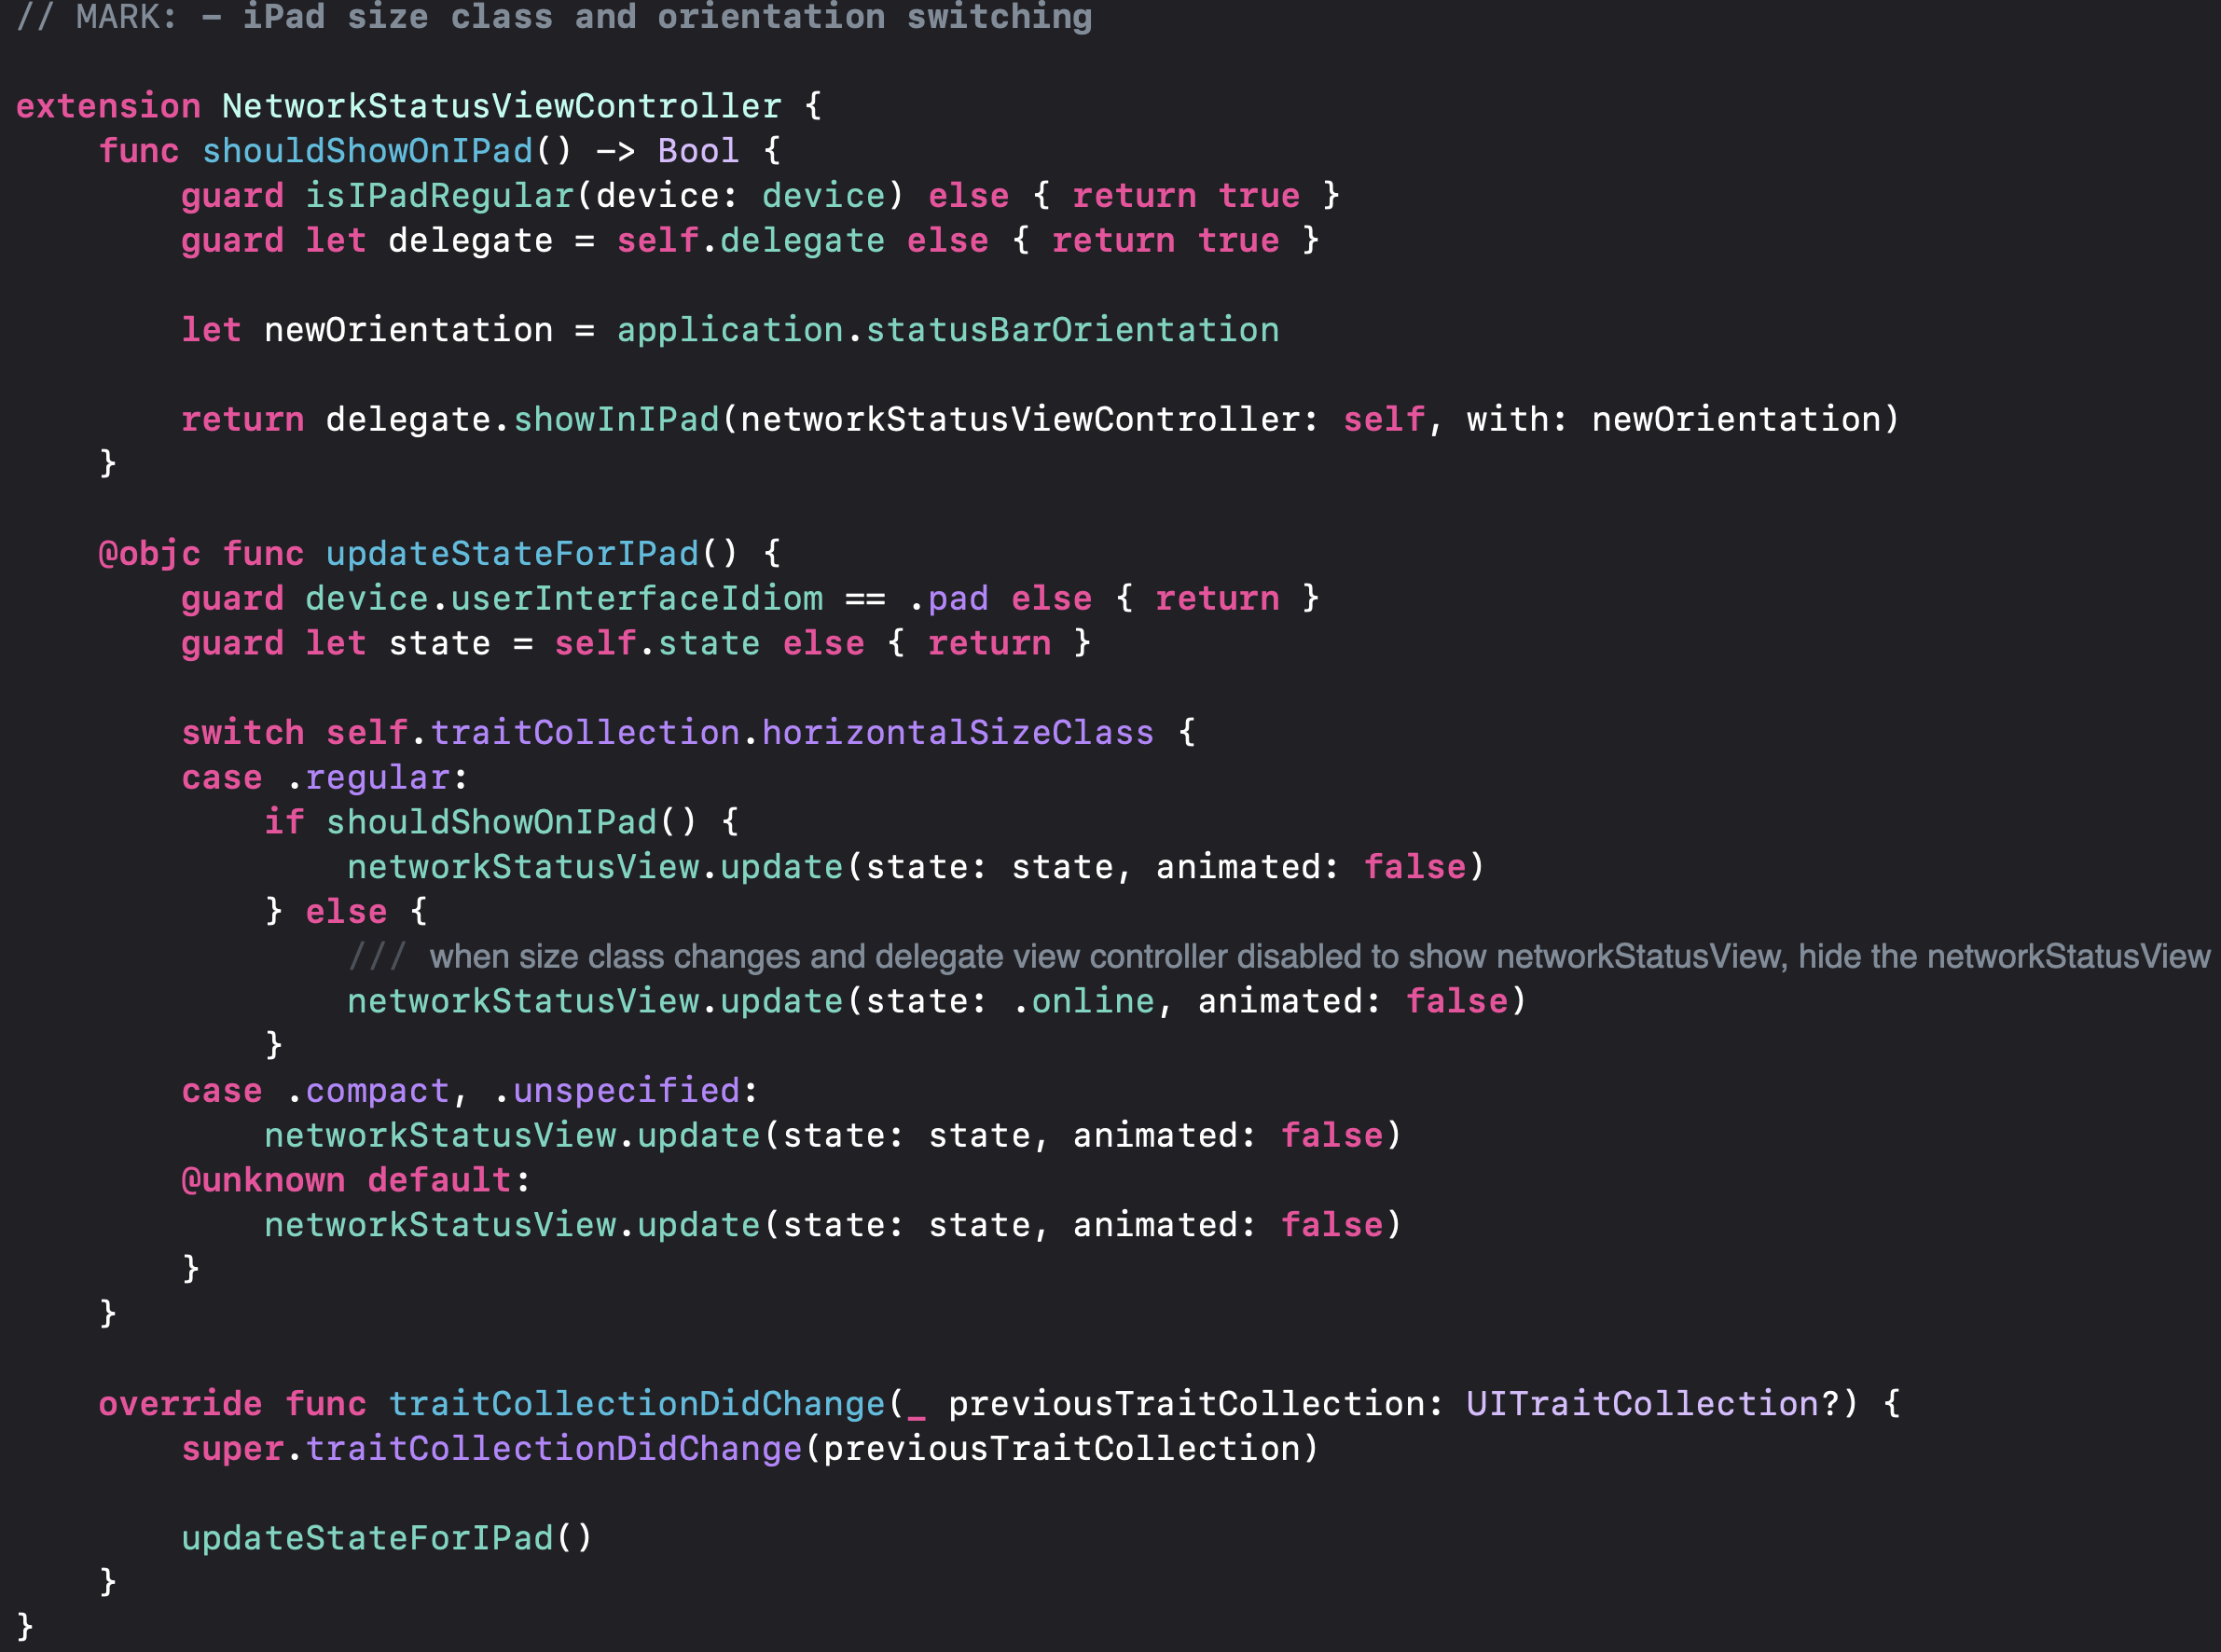 // MARK: - iPad size class and orientation switching
extension NetworkStatusViewController {
func shouldShowOnIPad() -> Bool {
guard isIPadRegular(device: device) else { return true }
guard let delegate = self.delegate else { return true }
let newOrientation = application.statusBarOrientation
return delegate.showInIPad(networkStatusViewController: self, with: newOrientation)
}
@objc func updateStateForIPad() {
guard device.userInterfaceIdiom == .pad else { return }
guard let state = self.state else { return }
switch self.traitCollection.horizontalSizeClass {
case .regular:
if shouldShowOnIPad() {
networkStatusView.update(state: state, animated: false)
} else {
/// when size class changes and delegate view controller disabled to show networkStatusView, hide the networkStatusView
networkStatusView.update(state: .online, animated: false)
}
case .compact, .unspecified:
networkStatusView.update(state: state, animated: false)
@unknown default:
networkStatusView.update(state: state, animated: false)
}
}
override func traitCollectionDidChange(_ previousTraitCollection: UITraitCollection?) {
super.traitCollectionDidChange(previousTraitCollection)
updateStateForIPad()
}
}